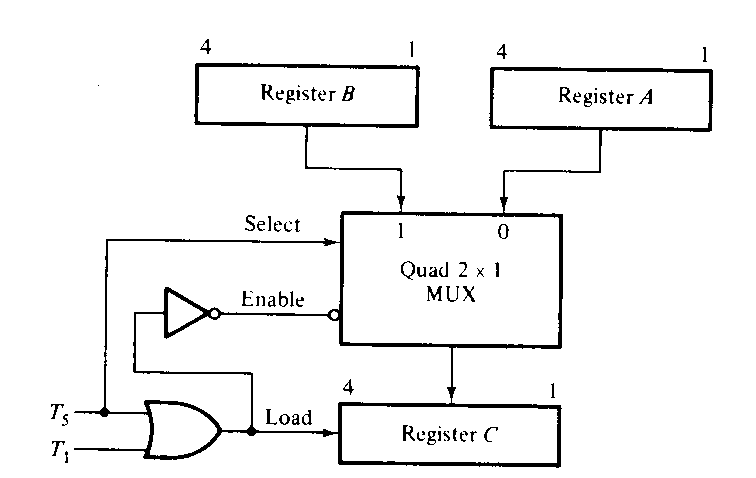 4 1 4 1
Register B Register A
Select
1 0
Quad 2 × 1
MUX
Enable
4 1
T5
Load
Register C
T1